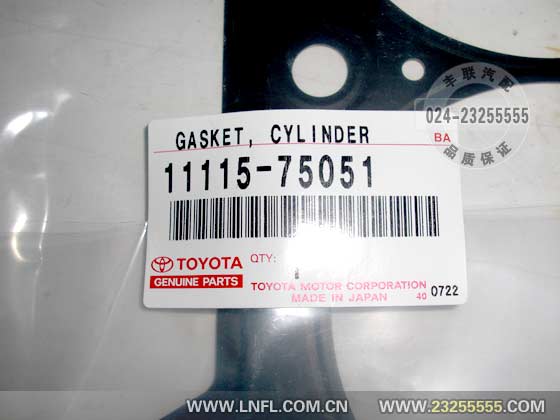 丰联汽配
024-23255555
品质保证
GASKET, CYLINDER
BA
11115-75051
TOYOTA
GENUINE PARTS
QTY:
TOYOTA MOTOR CORPORATION
MADE IN JAPAN
40 0722
WWW.LNFL.COM.CN
WWW.23255555.COM